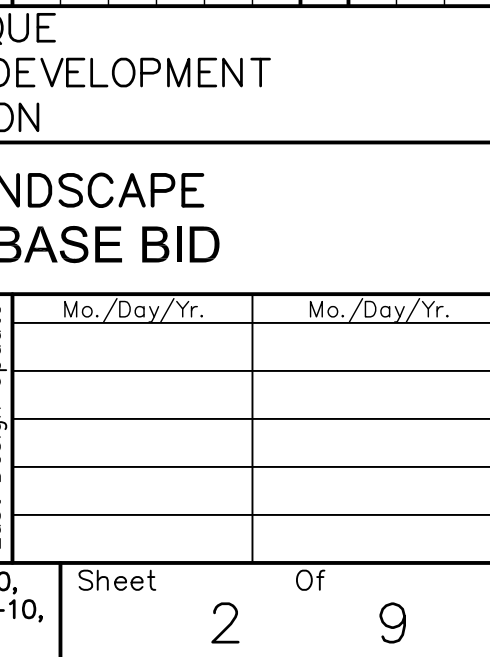 QUE
DEVELOPMENT
ON
NDSCAPE
BASE BID
Mo./Day/Yr. Mo./Day/Yr.
0,
-10,
Sheet Of
2 9